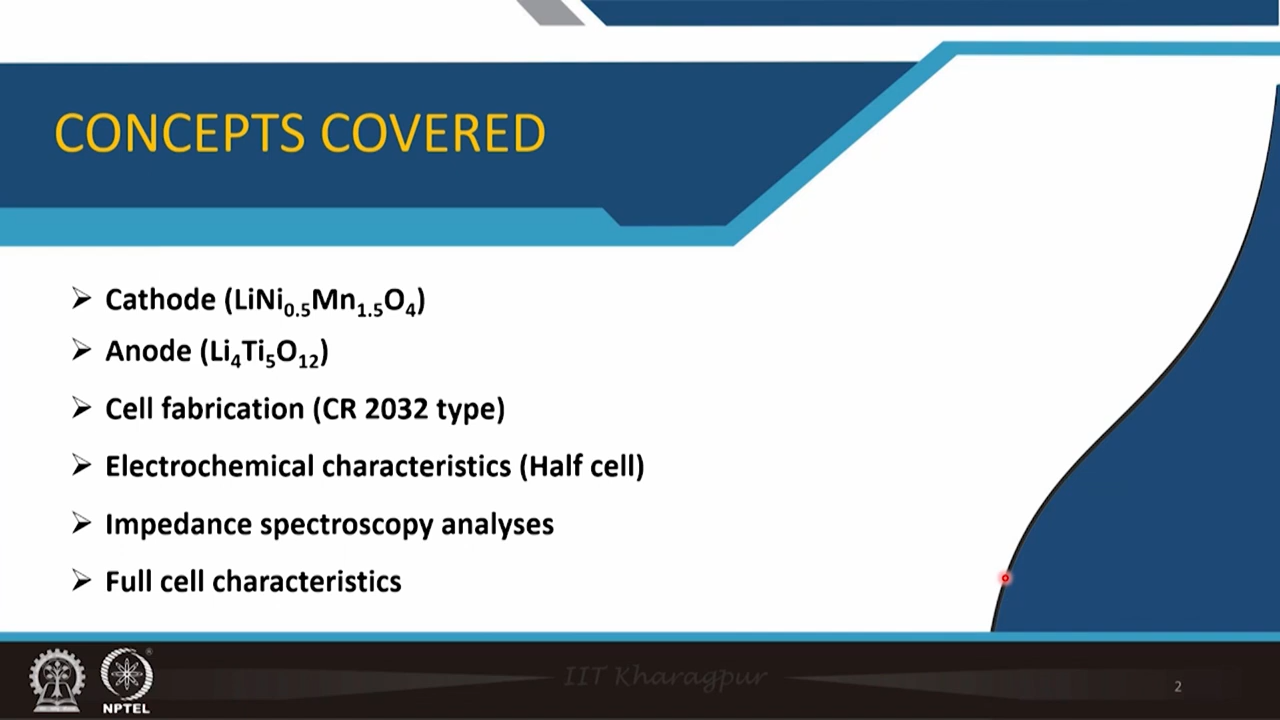 CONCEPTS COVERED
➢ Cathode (LiNi₀.₅Mn₁.₅O₄)
➢ Anode (Li₄Ti₅O₁₂)
➢ Cell fabrication (CR 2032 type)
➢ Electrochemical characteristics (Half cell)
➢ Impedance spectroscopy analyses
➢ Full cell characteristics
NPTEL
IIT Kharagpur
2